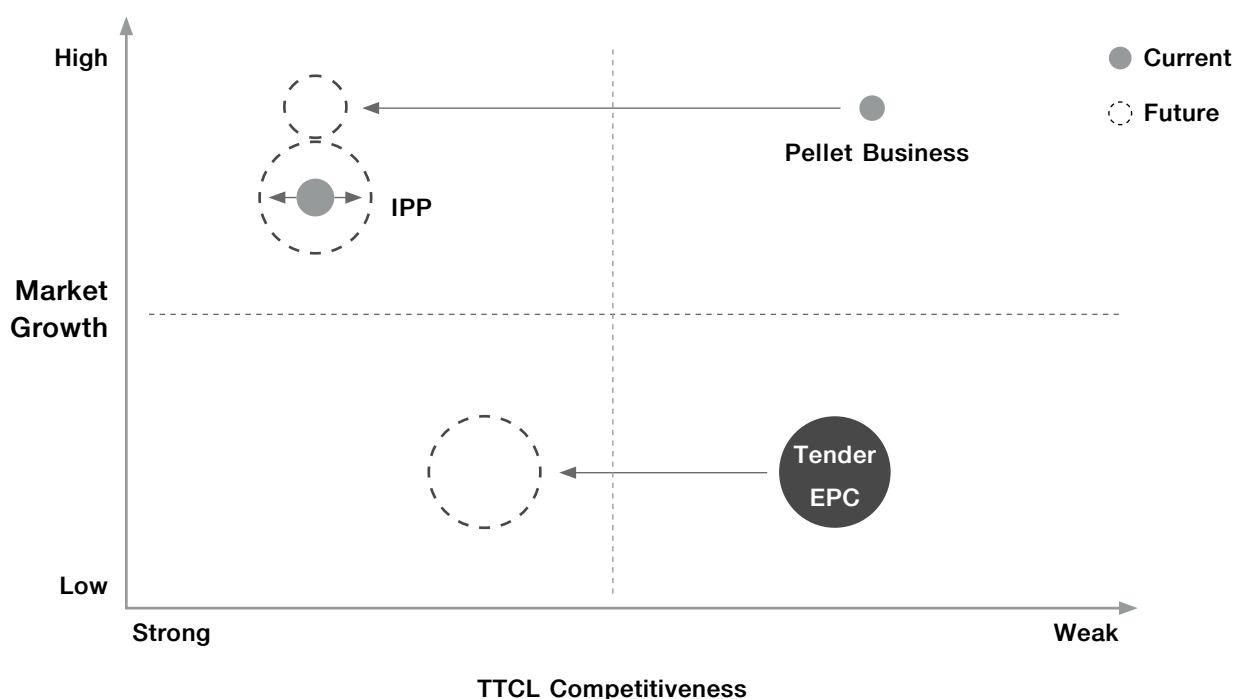 High
Current
Future
Pellet Business
IPP
Market
Growth
Tender
EPC
Low
Strong
Weak
TTCL Competitiveness